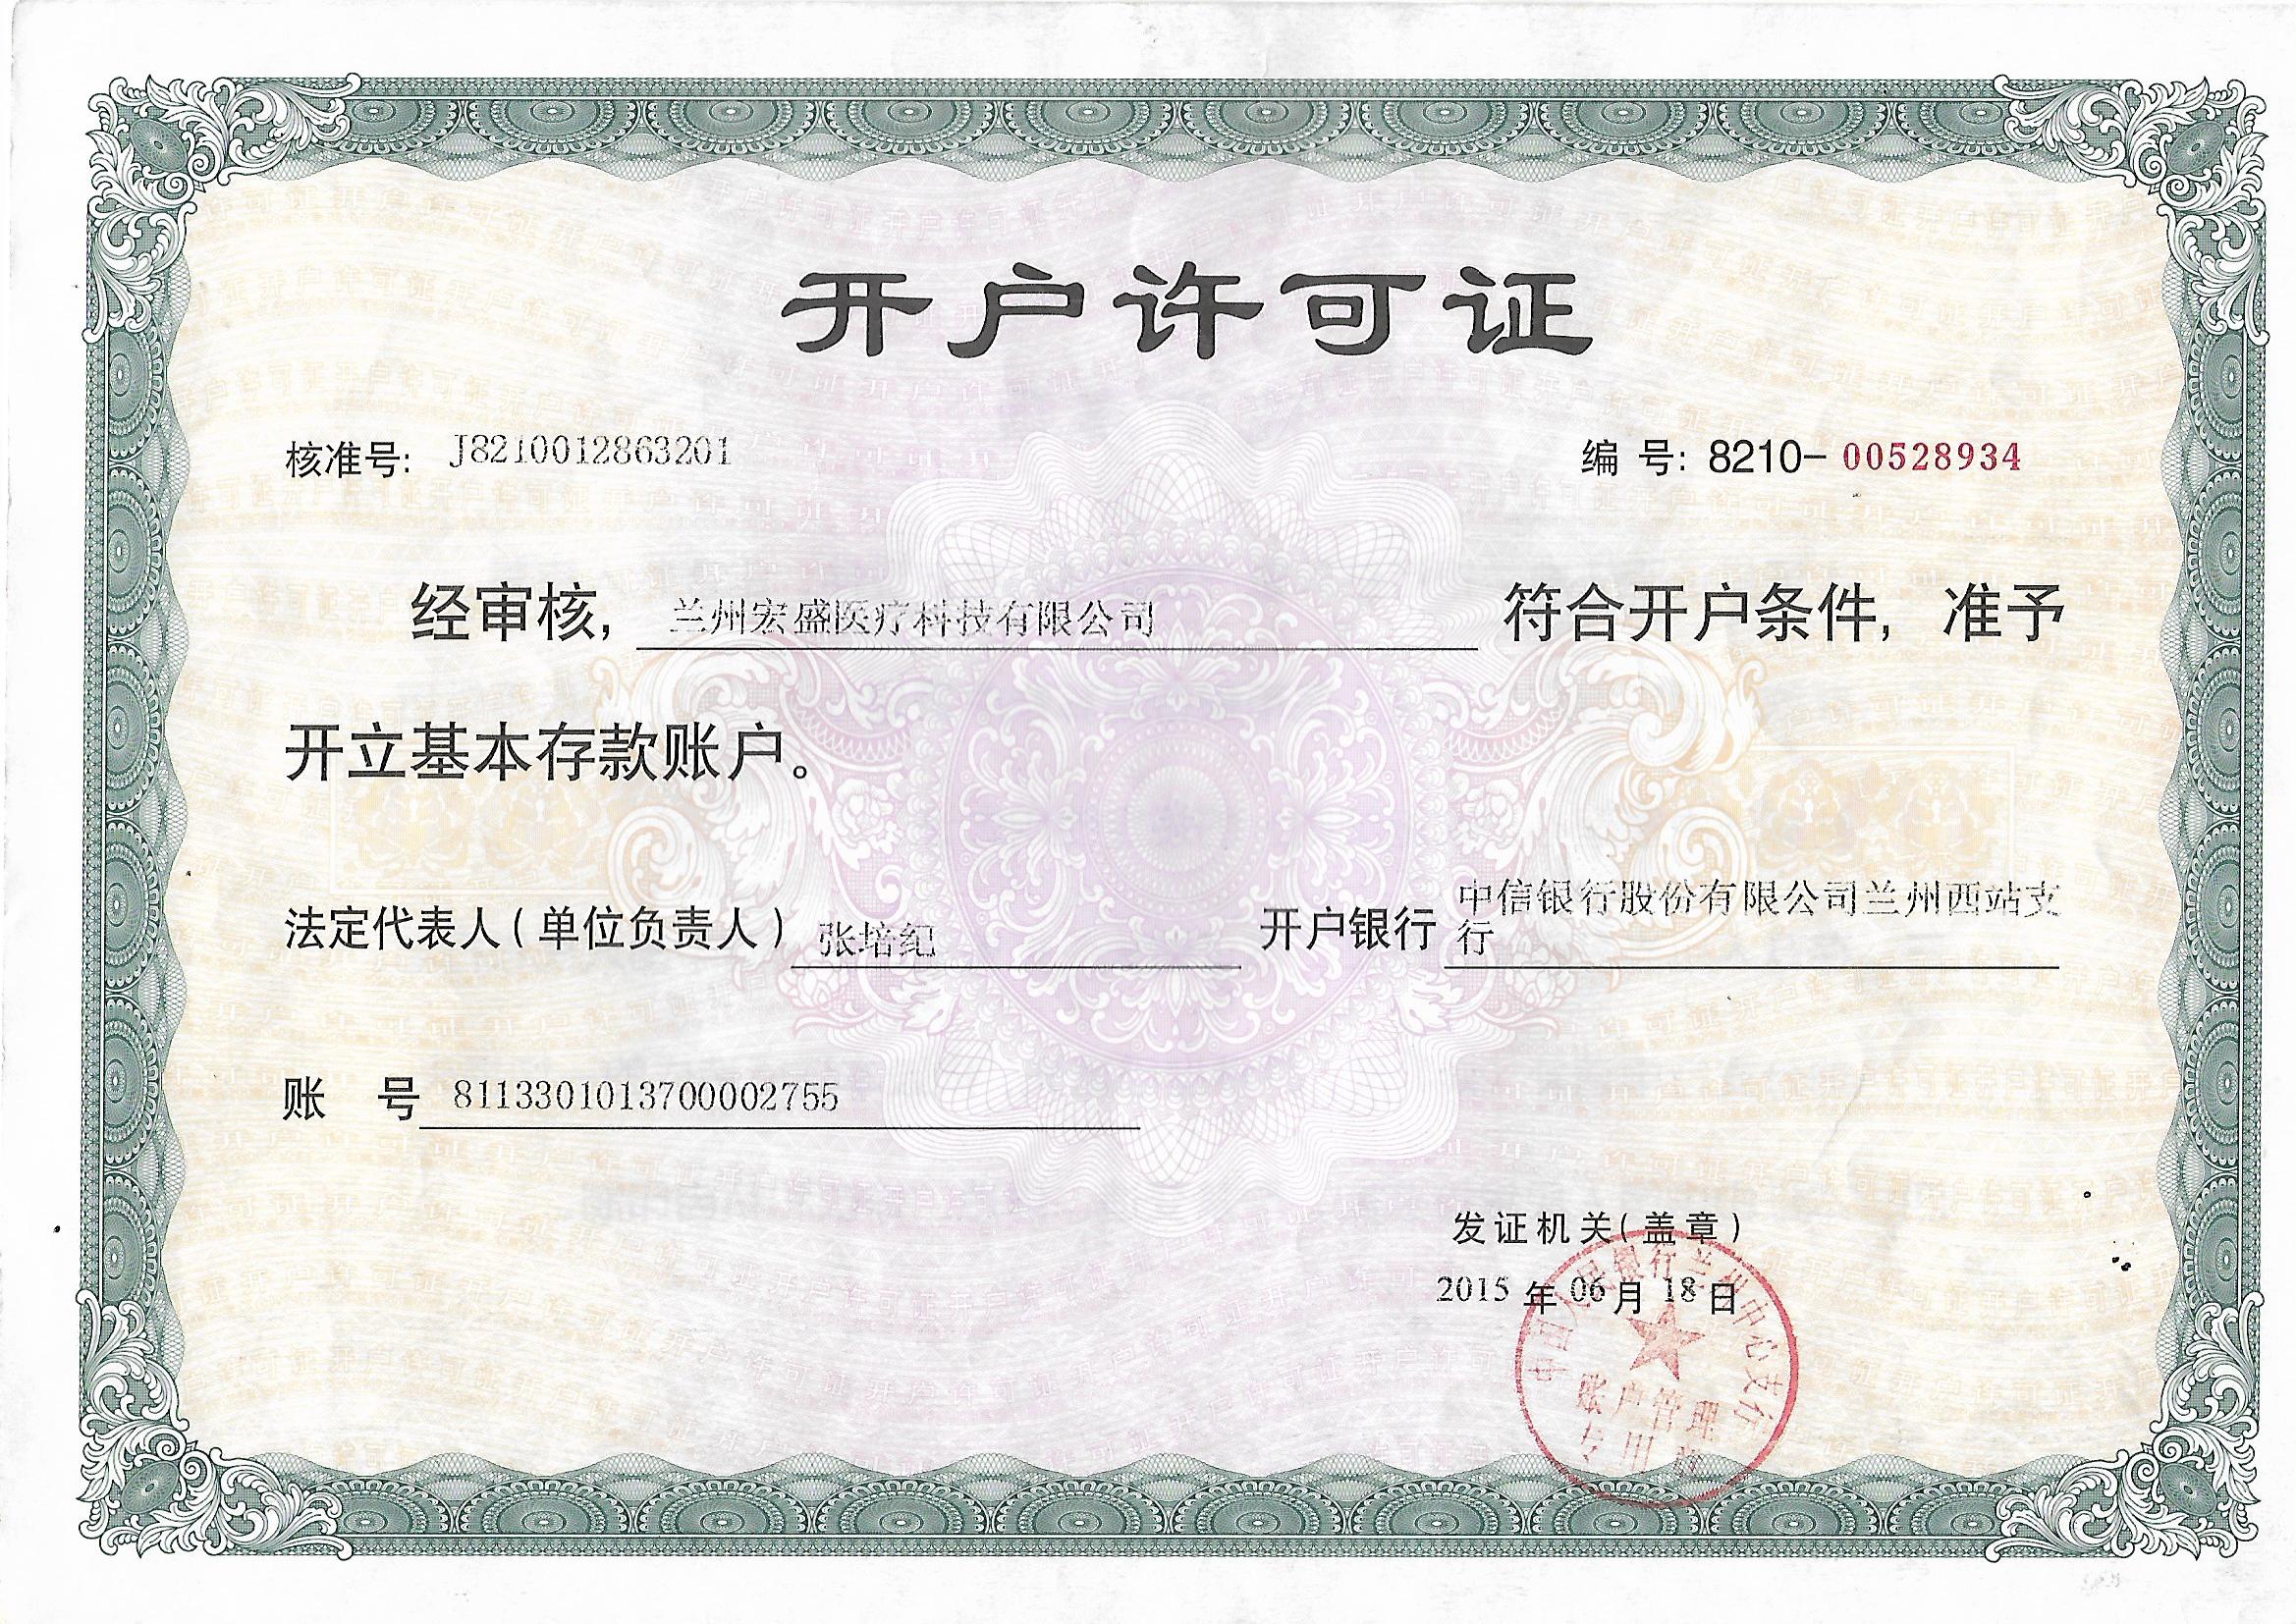 开户许可证
核准号: J8210012863201
编 号: 8210-00528934
经审核, 兰州宏盛医疗科技有限公司 符合开户条件, 准予
开立基本存款账户。
法定代表人(单位负责人) 张培纪
开户银行 中信银行股份有限公司兰州西站支
行
账 号 8113301013700002755
发证机关(盖章)
2015 年 06 月 18 日
中国人民银行兰州中心支行
账户管理
专用章